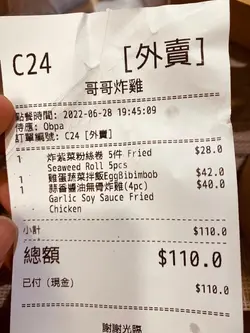 C24 [外賣]
哥哥炸雞
點餐時間: 2022-06-28 19:45:09
侍應: Obpa
訂單編號: C24 [外賣]
1 炸紫菜粉絲卷 5件 Fried $28.0
Seaweed Roll 5pcs
1 雞蛋蔬菜拌飯EggBibimbob $42.0
1 蒜香醬油無骨炸雞(4pc) $40.0
Garlic Soy Sauce Fried
Chicken
小計 $110.0
總額 $110.0
已付 (現金) $110.0
謝謝光臨